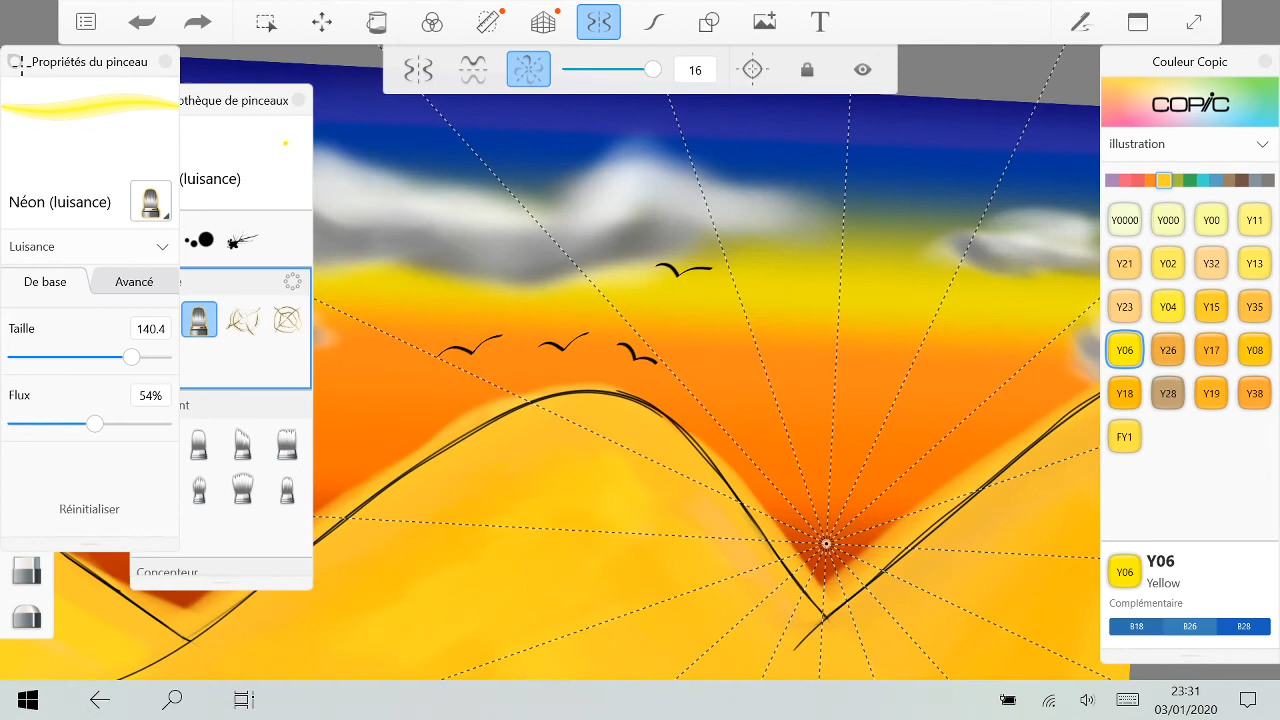 T
16
Propriétés du pinceau
othèque de pinceaux
Couleur Copic
COPIC
illustration
(luisance)
Néon (luisance)
Luisance
De base
Avancé
Taille
140.4
Flux
54%
nt
Réinitialiser
Concepteur
Y0000
Y000
Y00
Y11
Y21
Y02
Y32
Y13
Y23
Y04
Y15
Y35
Y06
Y26
Y17
Y08
Y18
Y28
Y19
Y38
FY1
Y06
Y06
Yellow
Complémentaire
B18
B26
B28
23:31
03/01/2020